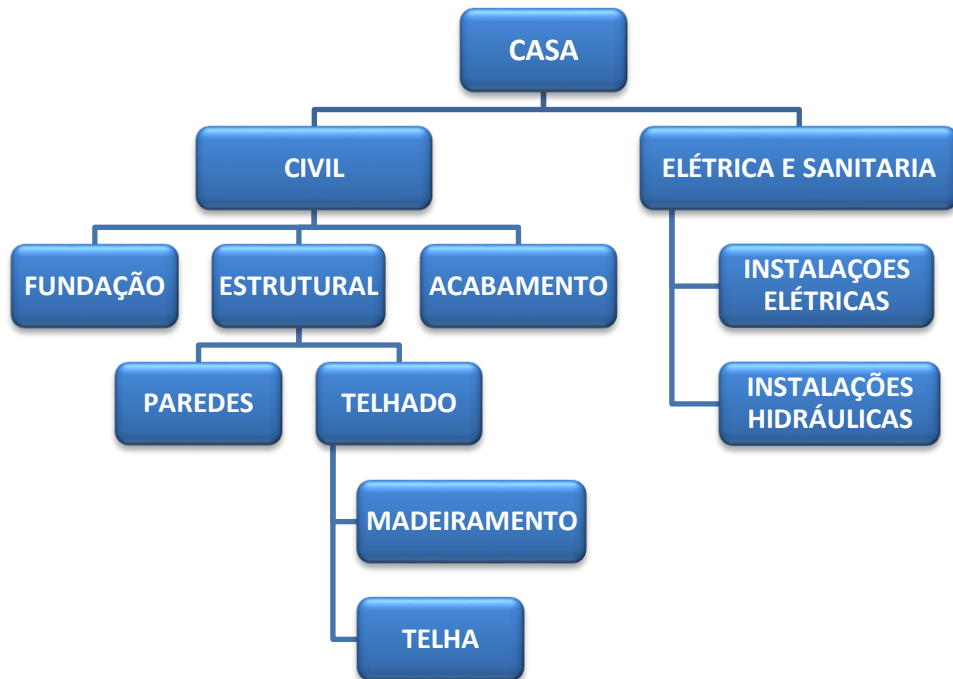 CASA
CIVIL
ELÉTRICA E SANITARIA
FUNDAÇÃO
ESTRUTURAL
ACABAMENTO
INSTALAÇOES
ELÉTRICAS
PAREDES
TELHADO
INSTALAÇÕES
HIDRÁULICAS
MADEIRAMENTO
TELHA